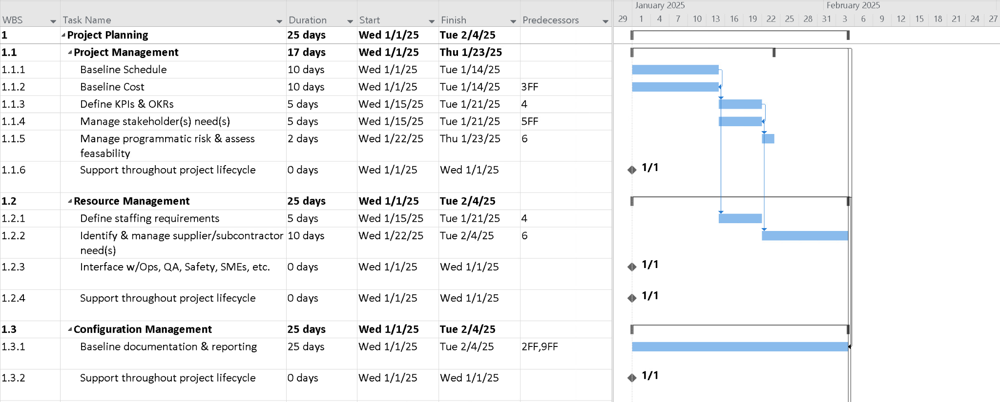 January 2025 February 2025
WBS Task Name Duration Start Finish Predecessors 29 1 4 7 10 13 16 19 22 25 28 31 3 6 9 12 15 18 21 24 27
1 Project Planning 25 days Wed 1/1/25 Tue 2/4/25
1.1 Project Management 17 days Wed 1/1/25 Thu 1/23/25
1.1.1 Baseline Schedule 10 days Wed 1/1/25 Tue 1/14/25
1.1.2 Baseline Cost 10 days Wed 1/1/25 Tue 1/14/25 3FF
1.1.3 Define KPIs & OKRs 5 days Wed 1/15/25 Tue 1/21/25 4
1.1.4 Manage stakeholder(s) need(s) 5 days Wed 1/15/25 Tue 1/21/25 5FF
1.1.5 Manage programmatic risk & assess 2 days Wed 1/22/25 Thu 1/23/25 6
feasability
1.1.6 Support throughout project lifecycle 0 days Wed 1/1/25 Wed 1/1/25 1/1
1.2 Resource Management 25 days Wed 1/1/25 Tue 2/4/25
1.2.1 Define staffing requirements 5 days Wed 1/15/25 Tue 1/21/25 4
1.2.2 Identify & manage supplier/subcontractor 10 days Wed 1/22/25 Tue 2/4/25 6
need(s)
1.2.3 Interface w/Ops, QA, Safety, SMEs, etc. 0 days Wed 1/1/25 Wed 1/1/25 1/1
1.2.4 Support throughout project lifecycle 0 days Wed 1/1/25 Wed 1/1/25 1/1
1.3 Configuration Management 25 days Wed 1/1/25 Tue 2/4/25
1.3.1 Baseline documentation & reporting 25 days Wed 1/1/25 Tue 2/4/25 2FF,9FF
1.3.2 Support throughout project lifecycle 0 days Wed 1/1/25 Wed 1/1/25 1/1